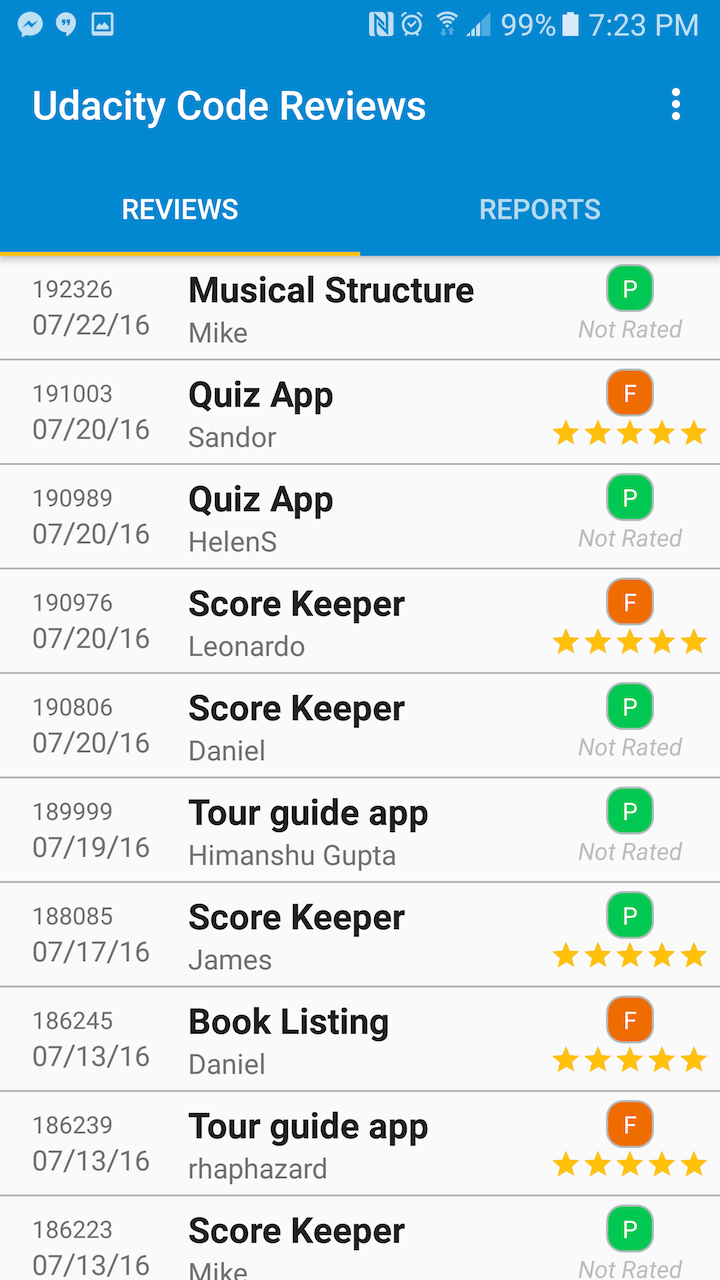 99% 7:23 PM
Udacity Code Reviews
REVIEWS REPORTS
192326 Musical Structure P
07/22/16 Mike Not Rated
191003 Quiz App F
07/20/16 Sandor
190989 Quiz App P
07/20/16 HelenS Not Rated
190976 Score Keeper F
07/20/16 Leonardo
190806 Score Keeper P
07/20/16 Daniel Not Rated
189999 Tour guide app P
07/19/16 Himanshu Gupta Not Rated
188085 Score Keeper P
07/17/16 James
186245 Book Listing F
07/13/16 Daniel
186239 Tour guide app F
07/13/16 rhaphazard
186223 Score Keeper P
07/13/16 Mike Not Rated